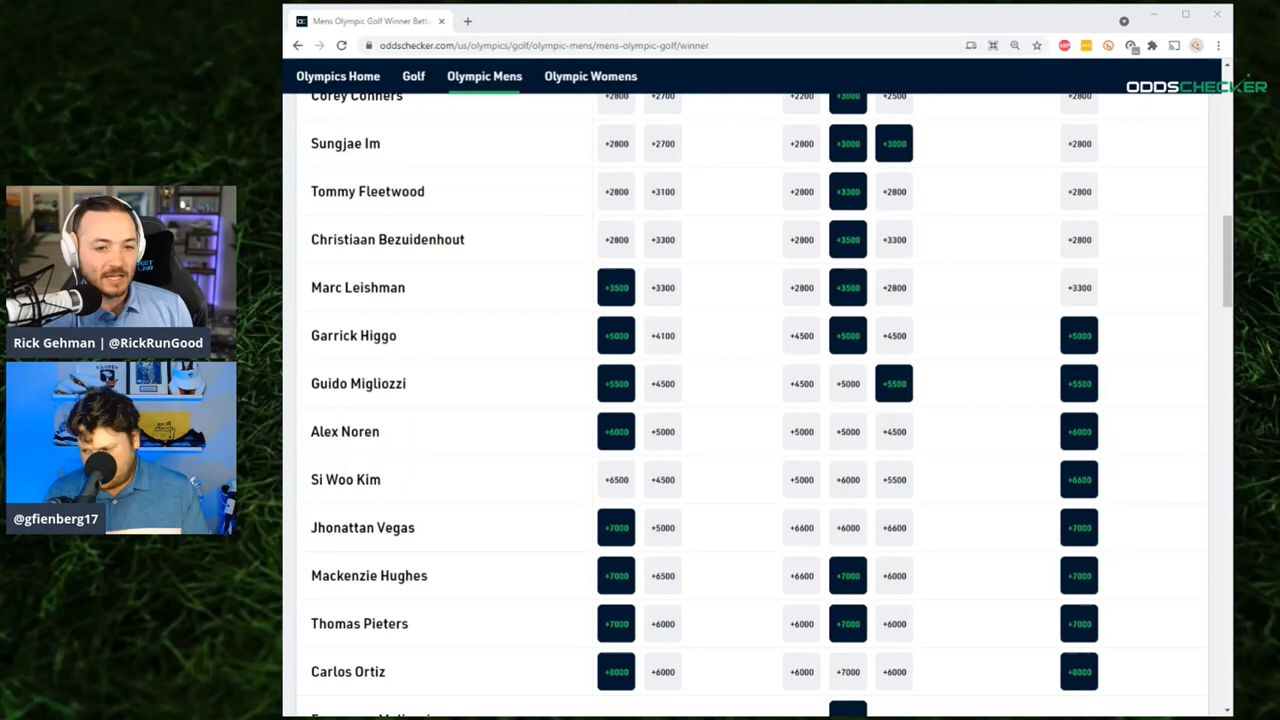 Mens Olympic Golf Winner Betti
oddschecker.com/us/olympics/golf/olympic-mens/mens-olympic-golf/winner
Olympics Home Golf Olympic Mens Olympic Womens
ODDSCHECKER
Corey Conners +2800 +2700 +2200 +3000 +2500 +2800
Sungjae Im +2800 +2700 +2800 +3000 +3000 +2800
Tommy Fleetwood +2800 +3100 +2800 +3300 +2800 +2800
Christiaan Bezuidenhout +2800 +3300 +2800 +3500 +3300 +2800
Marc Leishman +3500 +3300 +2800 +3500 +2800 +3300
Garrick Higgo +5000 +4100 +4500 +5000 +4500 +5000
Guido Migliozzi +5500 +4500 +4500 +5000 +5500 +5500
Alex Noren +6000 +5000 +5000 +5000 +4500 +6000
Si Woo Kim +6500 +4500 +5000 +6000 +5500 +6600
Jhonattan Vegas +7000 +5000 +6600 +6000 +6600 +7000
Mackenzie Hughes +7000 +6500 +6600 +7000 +6000 +7000
Thomas Pieters +7000 +6000 +6000 +7000 +6000 +7000
Carlos Ortiz +8000 +6000 +6000 +7000 +6000 +8000
Rick Gehman | @RickRunGood
@gfienberg17